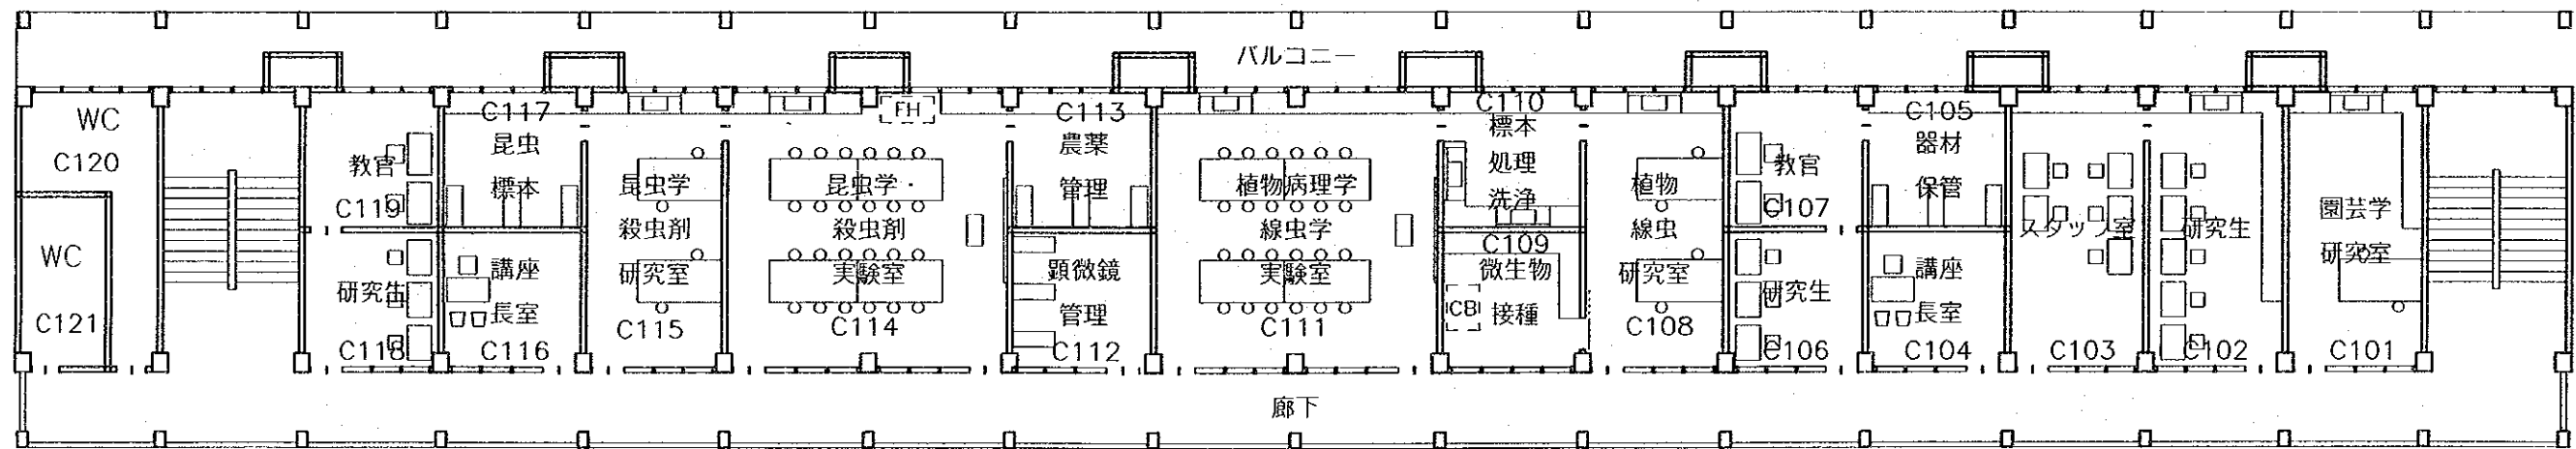 バルコニー
WC
C120
WC
C121
教官
C119
研究生
C118
C117
昆虫
標本
講座
長室
C116
昆虫学
殺虫剤
研究室
C115
FH
昆虫学・
殺虫剤
実験室
C114
C113
農薬
管理
顕微鏡
管理
C112
植物病理学
線虫学
実験室
C111
C110
標本
処理
洗浄
C109
微生物
接種
CB
植物
線虫
研究室
C108
教官
C107
研究生
C106
C105
器材
保管
講座
長室
C104
スタッフ室
C103
研究生
C102
園芸学
研究室
C101
廊下